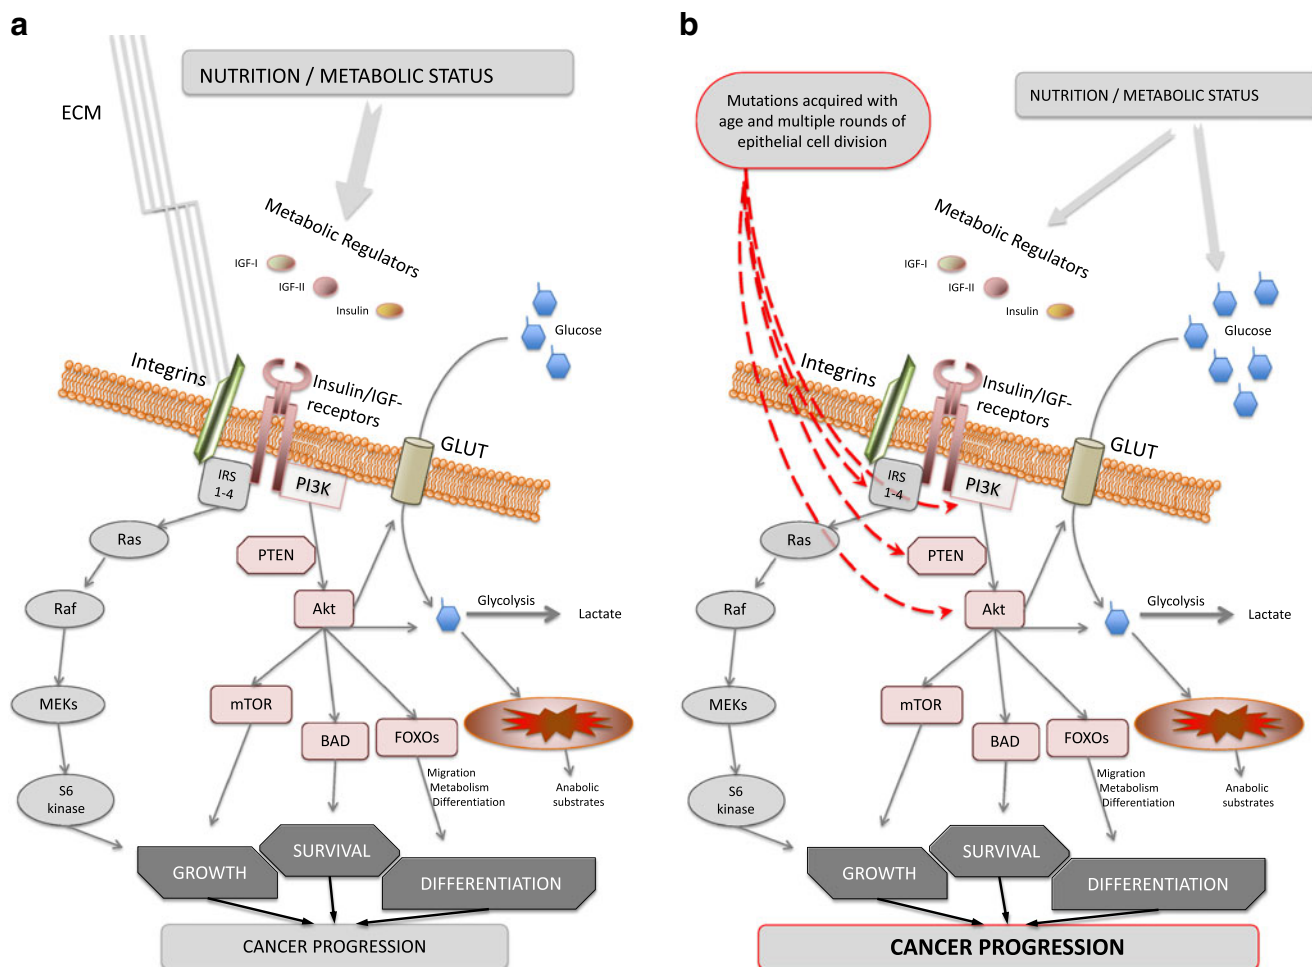 a
NUTRITION / METABOLIC STATUS
ECM
Metabolic Regulators
IGF-I
IGF-II
Insulin
Glucose
Integrins
Insulin/IGF-
receptors
GLUT
IRS
1-4
PI3K
Ras
PTEN
Raf
Akt
Glycolysis
Lactate
MEKs
mTOR
BAD
FOXOs
Migration
Metabolism
Differentiation
Anabolic
substrates
S6
kinase
GROWTH
SURVIVAL
DIFFERENTIATION
CANCER PROGRESSION
b
Mutations acquired with
age and multiple rounds of
epithelial cell division
NUTRITION / METABOLIC STATUS
Metabolic Regulators
IGF-I
IGF-II
Insulin
Glucose
Integrins
Insulin/IGF-
receptors
GLUT
IRS
1-4
PI3K
Ras
PTEN
Raf
Akt
Glycolysis
Lactate
MEKs
mTOR
BAD
FOXOs
Migration
Metabolism
Differentiation
Anabolic
substrates
S6
kinase
GROWTH
SURVIVAL
DIFFERENTIATION
CANCER PROGRESSION